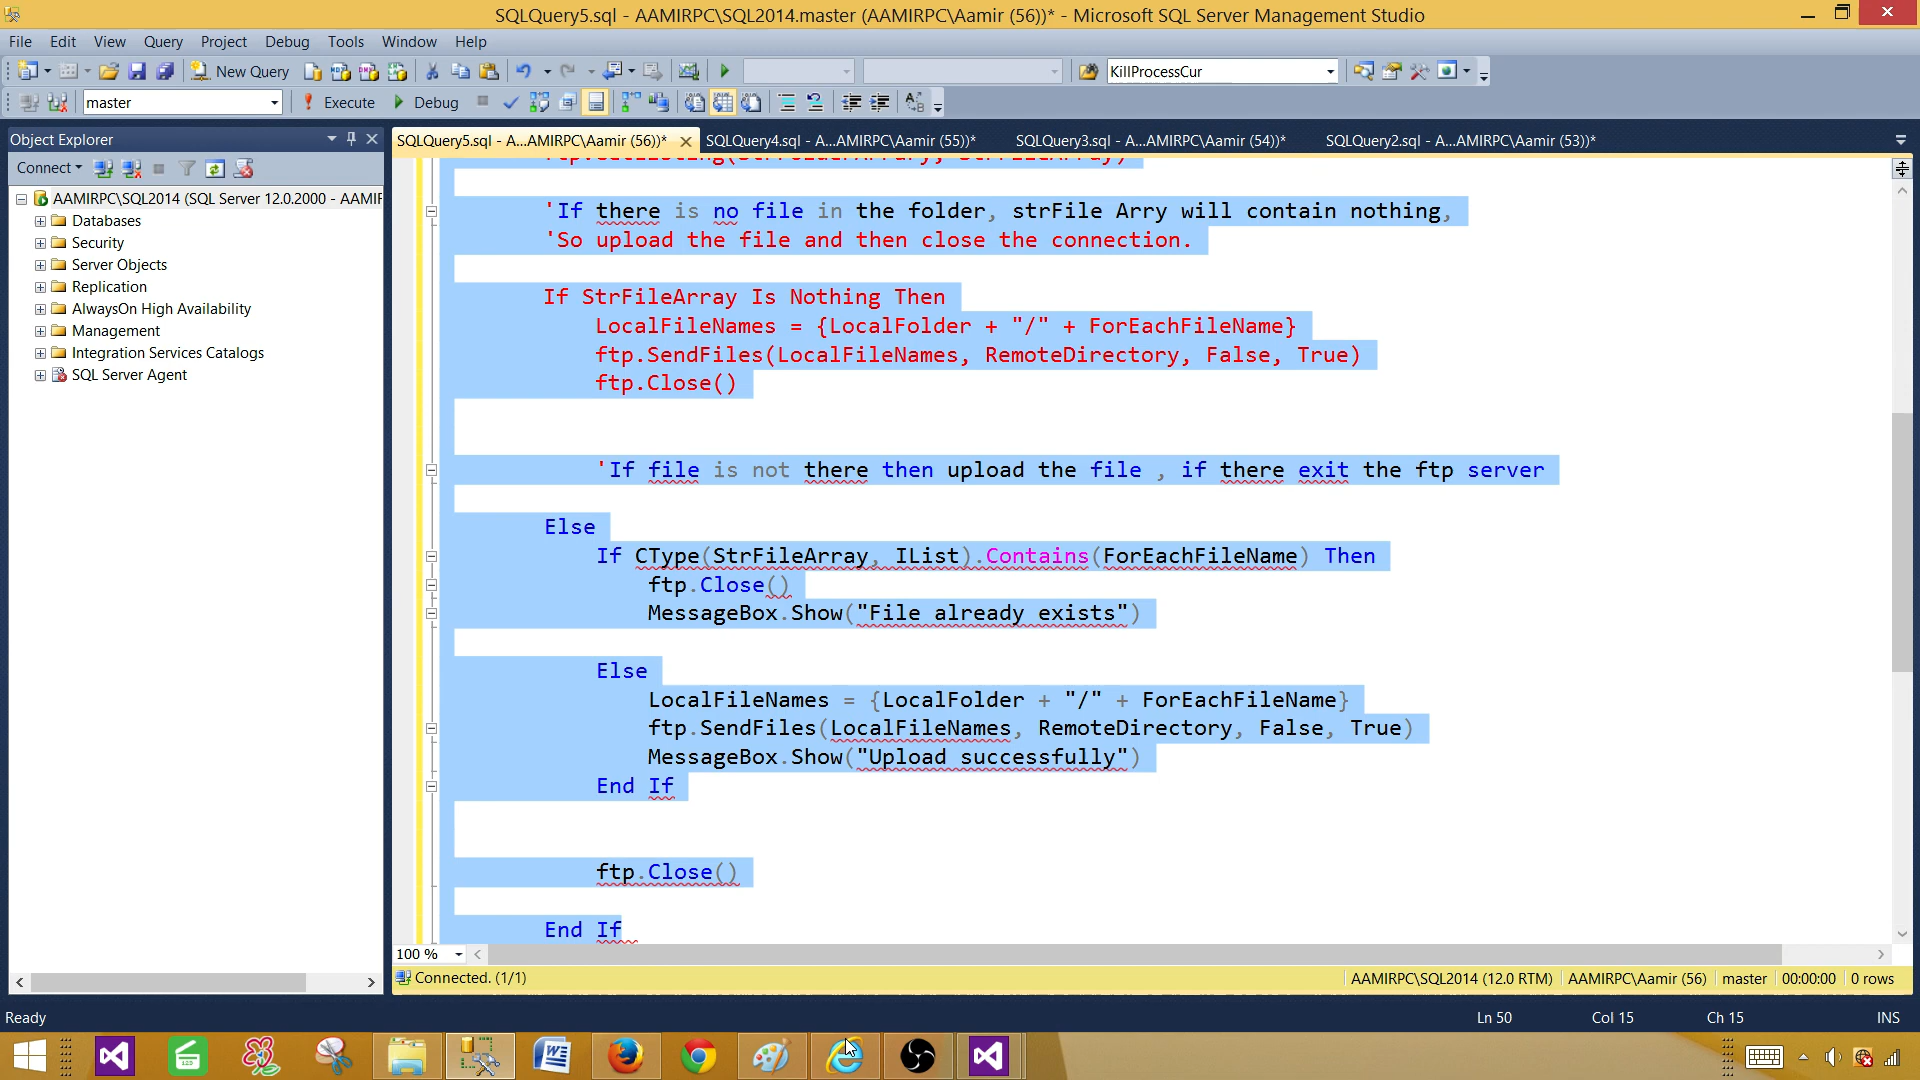 SQLQuery5.sql - AAMIRPC\SQL2014.master (AAMIRPC\Aamir (56))* - Microsoft SQL Server Management Studio
File Edit View Query Project Debug Tools Window Help
New Query KillProcessCur
master Execute Debug
Object Explorer
SQLQuery5.sql - A...AMIRPC\Aamir (56))* SQLQuery4.sql - A...AMIRPC\Aamir (55))* SQLQuery3.sql - A...AMIRPC\Aamir (54))* SQLQuery2.sql - A...AMIRPC\Aamir (53))*
Connect
AAMIRPC\SQL2014 (SQL Server 12.0.2000 - AAMIR
Databases
Security
Server Objects
Replication
AlwaysOn High Availability
Management
Integration Services Catalogs
SQL Server Agent
'If there is no file in the folder, strFile Arry will contain nothing,
'So upload the file and then close the connection.
If StrFileArray Is Nothing Then
LocalFileNames = {LocalFolder + "/" + ForEachFileName}
ftp.SendFiles(LocalFileNames, RemoteDirectory, False, True)
ftp.Close()
'If file is not there then upload the file , if there exit the ftp server
Else
If CType(StrFileArray, IList).Contains(ForEachFileName) Then
ftp.Close()
MessageBox.Show("File already exists")
Else
LocalFileNames = {LocalFolder + "/" + ForEachFileName}
ftp.SendFiles(LocalFileNames, RemoteDirectory, False, True)
MessageBox.Show("Upload successfully")
End If
ftp.Close()
End If
100 %
Connected. (1/1) AAMIRPC\SQL2014 (12.0 RTM) AAMIRPC\Aamir (56) master 00:00:00 0 rows
Ready Ln 50 Col 15 Ch 15 INS